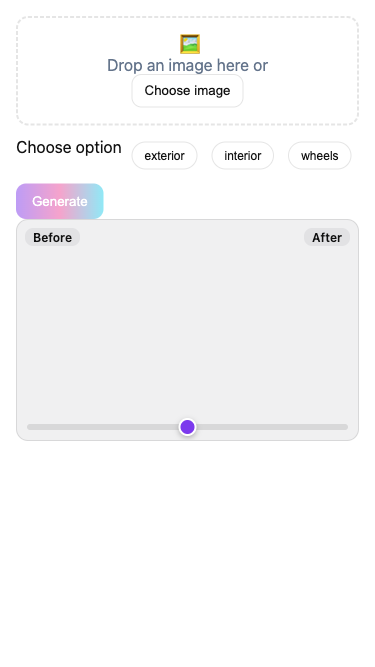 Drop an image here or
Choose image
Choose option
exterior
interior
wheels
Generate
Before
After